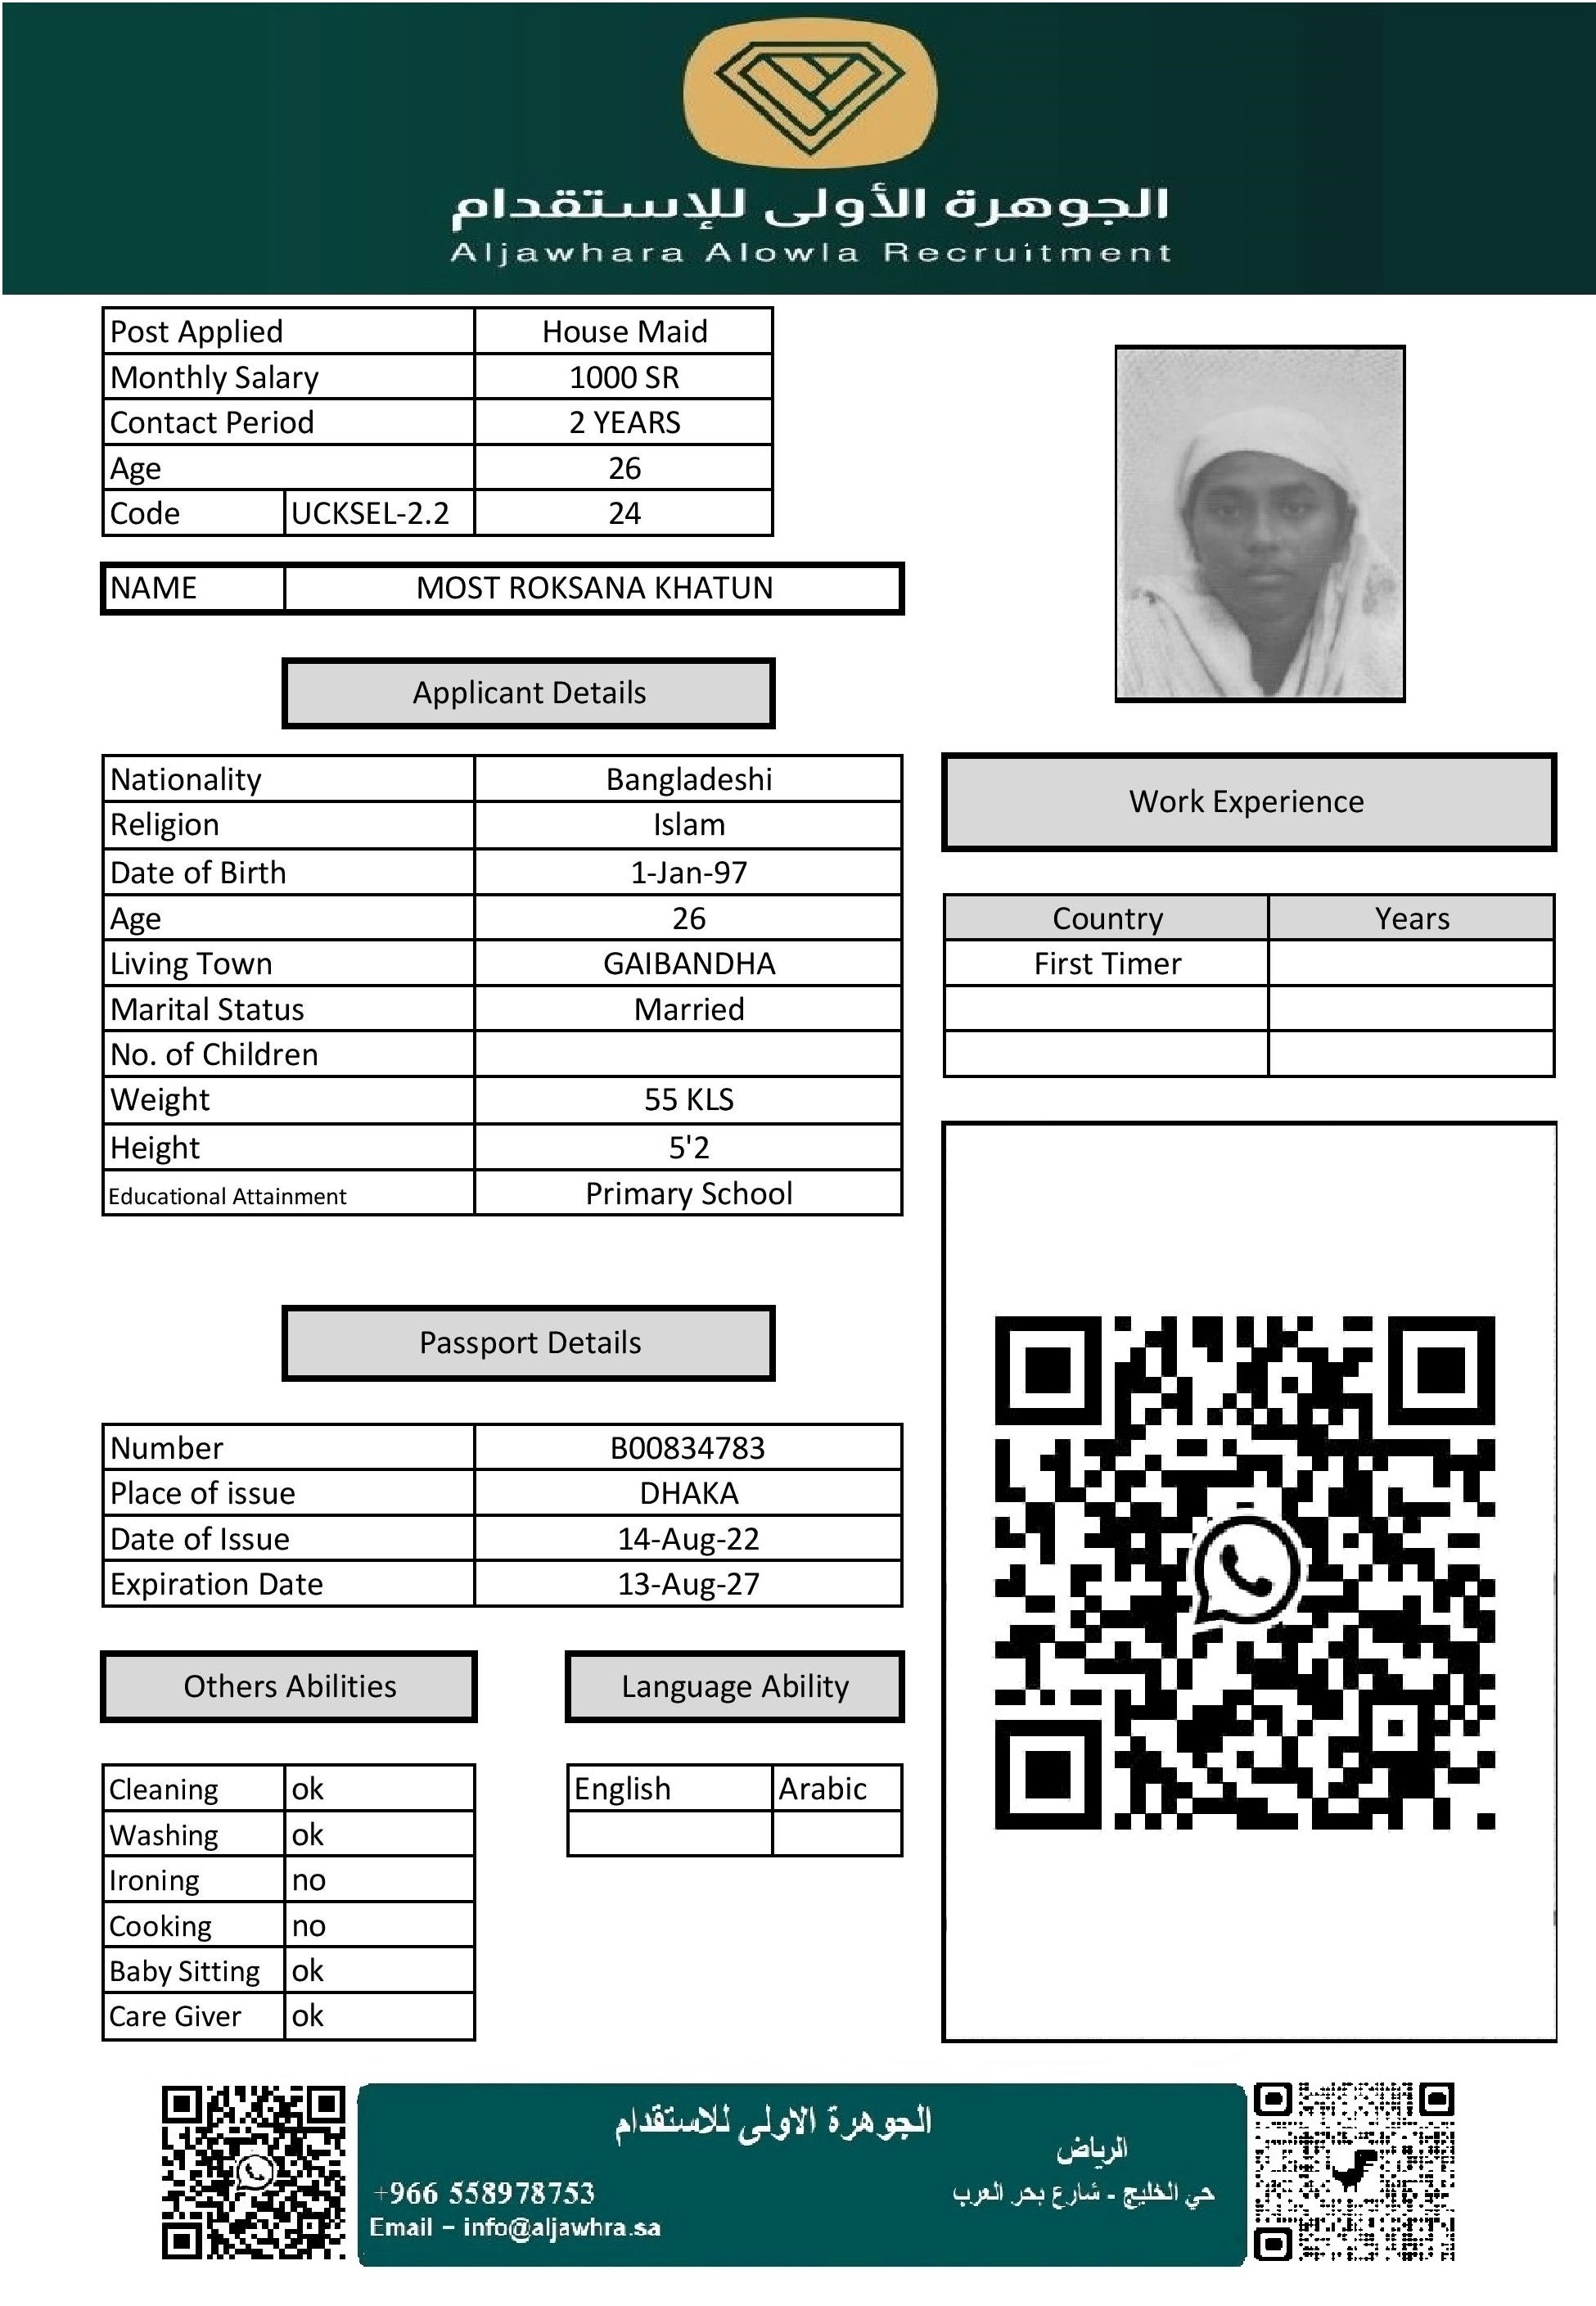 الجوهرة الأولى للإستقدام
Aljawhara Alowla Recruitment
Post Applied House Maid
Monthly Salary 1000 SR
Contact Period 2 YEARS
Age 26
Code UCKSEL-2.2 24
NAME MOST ROKSANA KHATUN
Applicant Details
Nationality Bangladeshi
Religion Islam
Date of Birth 1-Jan-97
Age 26
Living Town GAIBANDHA
Marital Status Married
No. of Children
Weight 55 KLS
Height 5'2
Educational Attainment Primary School
Work Experience
Country Years
First Timer
Passport Details
Number B00834783
Place of issue DHAKA
Date of Issue 14-Aug-22
Expiration Date 13-Aug-27
Others Abilities
Cleaning ok
Washing ok
Ironing no
Cooking no
Baby Sitting ok
Care Giver ok
Language Ability
English Arabic
الجوهرة الاولى للاستقدام
الرياض
حي الخليج - شارع بحر العرب
+966 558978753
Email – info@aljawhra.sa